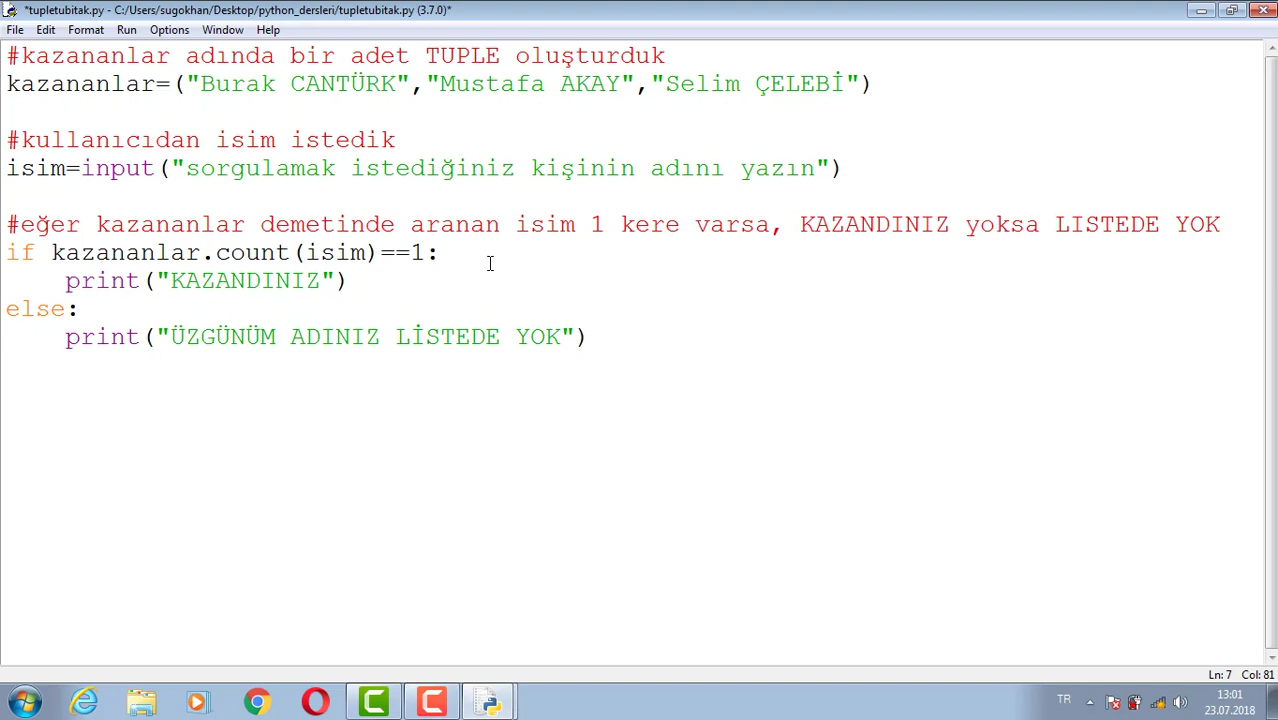 *tupletubitak.py - C:/Users/sugokhan/Desktop/python_dersleri/tupletubitak.py (3.7.0)*
File Edit Format Run Options Window Help
#kazananlar adında bir adet TUPLE oluşturduk
kazananlar=("Burak CANTÜRK","Mustafa AKAY","Selim ÇELEBİ")
#kullanıcıdan isim istedik
isim=input("sorgulamak istediğiniz kişinin adını yazın")
#eğer kazananlar demetinde aranan isim 1 kere varsa, KAZANDINIZ yoksa LISTEDE YOK
if kazananlar.count(isim)==1:
    print("KAZANDINIZ")
else:
    print("ÜZGÜNÜM ADINIZ LİSTEDE YOK")
Ln: 7 Col: 81
TR
13:01
23.07.2018